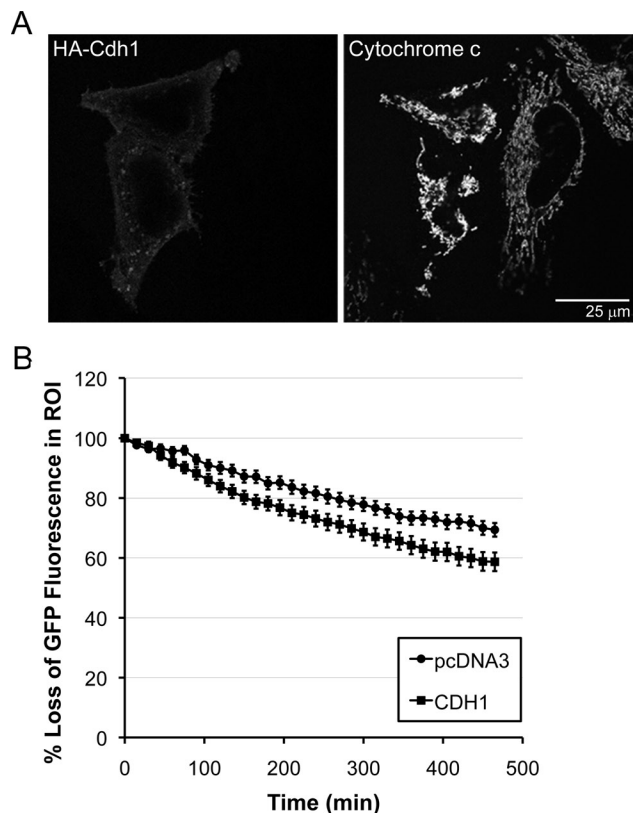 A
HA-Cdh1
Cytochrome c
25 μm
B
% Loss of GFP Fluorescence in ROI
120
100
80
60
40
20
0
pcDNA3
CDH1
0 100 200 300 400 500
Time (min)